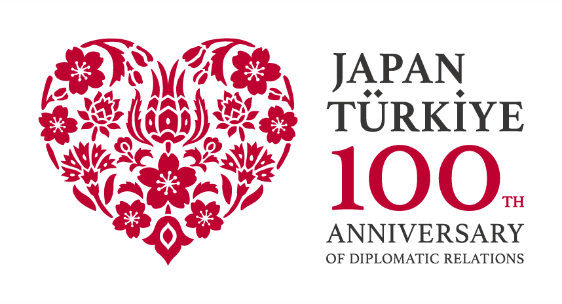 JAPAN
TÜRKİYE
100TH
ANNIVERSARY
OF DIPLOMATIC RELATIONS